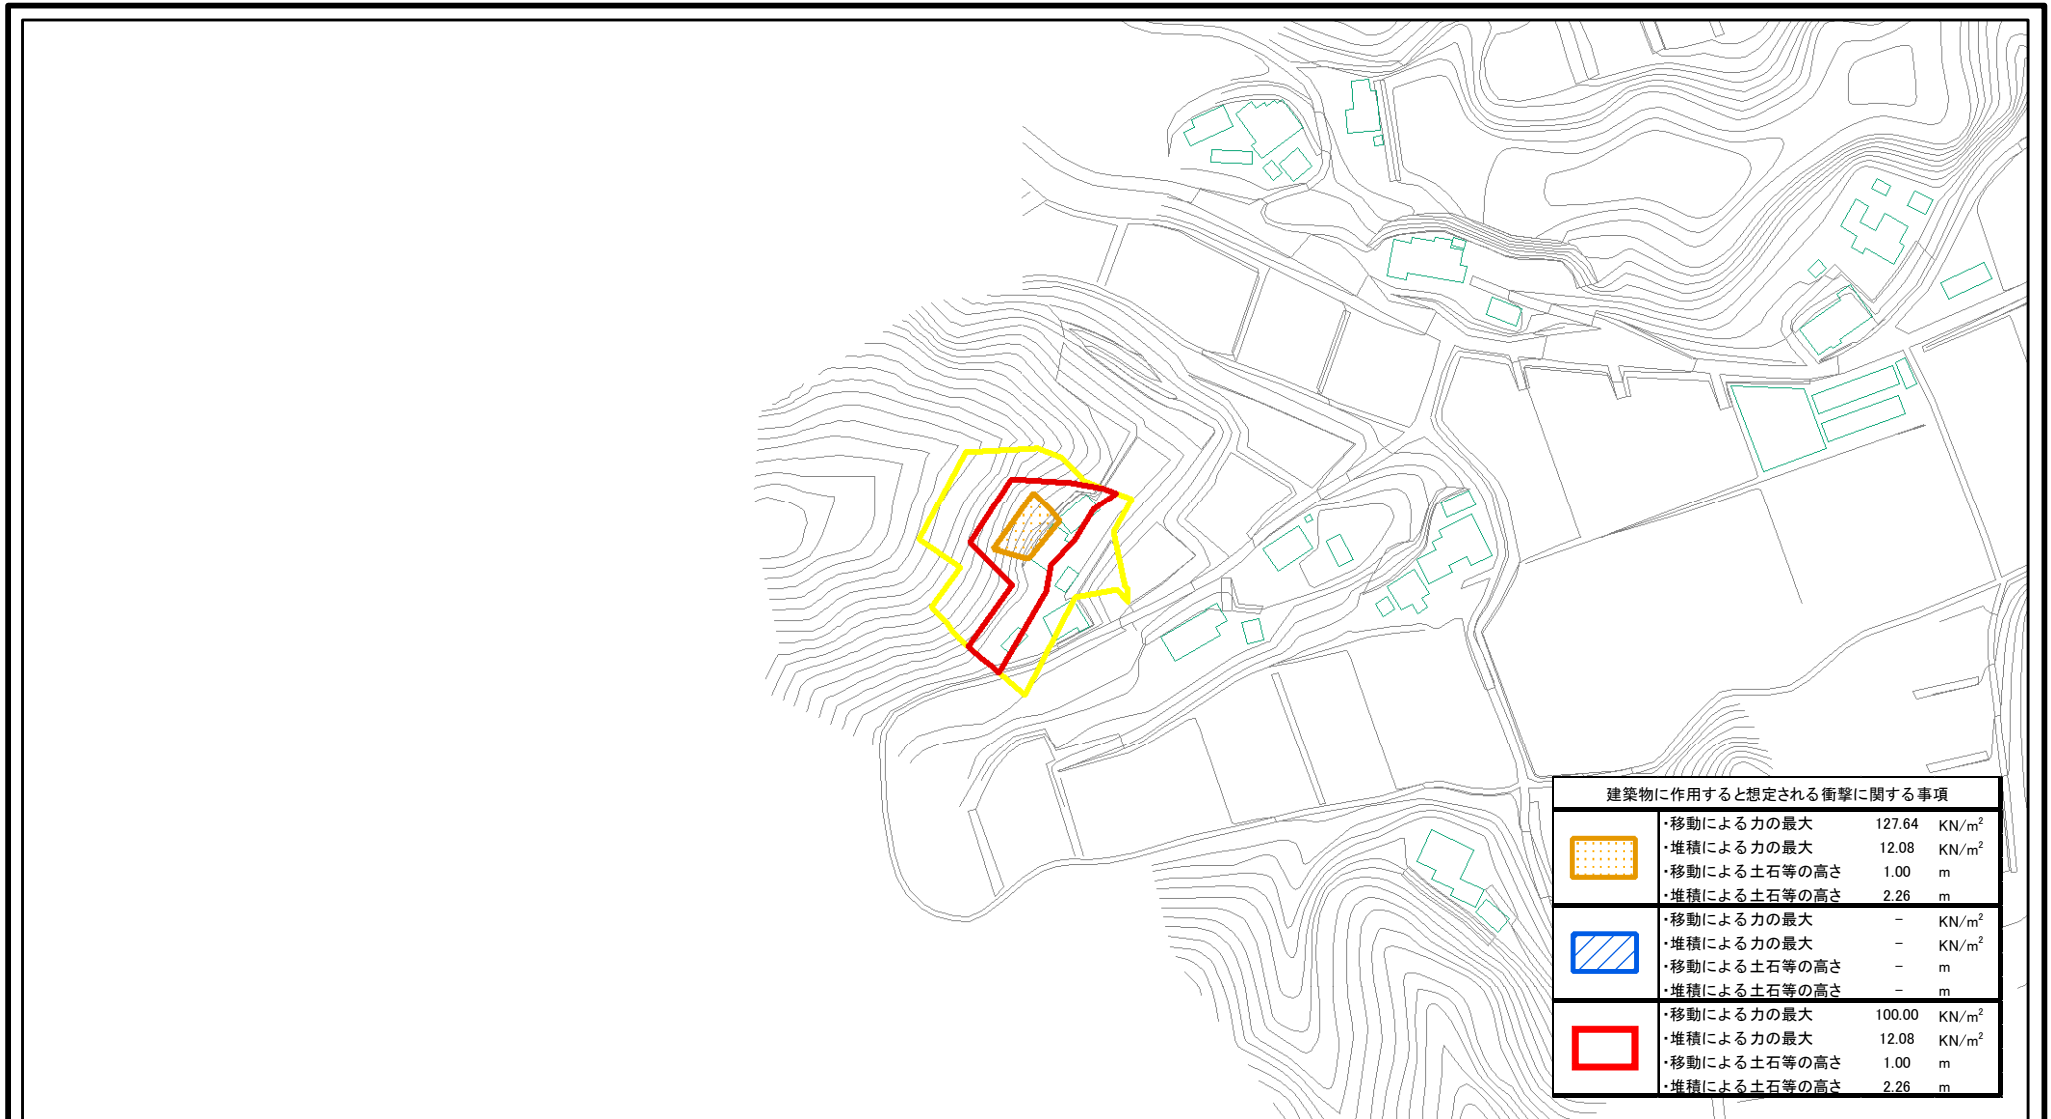 建築物に作用すると想定される衝撃に関する事項
・移動による力の最大 127.64 KN/m²
・堆積による力の最大 12.08 KN/m²
・移動による土石等の高さ 1.00 m
・堆積による土石等の高さ 2.26 m
・移動による力の最大 － KN/m²
・堆積による力の最大 － KN/m²
・移動による土石等の高さ － m
・堆積による土石等の高さ － m
・移動による力の最大 100.00 KN/m²
・堆積による力の最大 12.08 KN/m²
・移動による土石等の高さ 1.00 m
・堆積による土石等の高さ 2.26 m